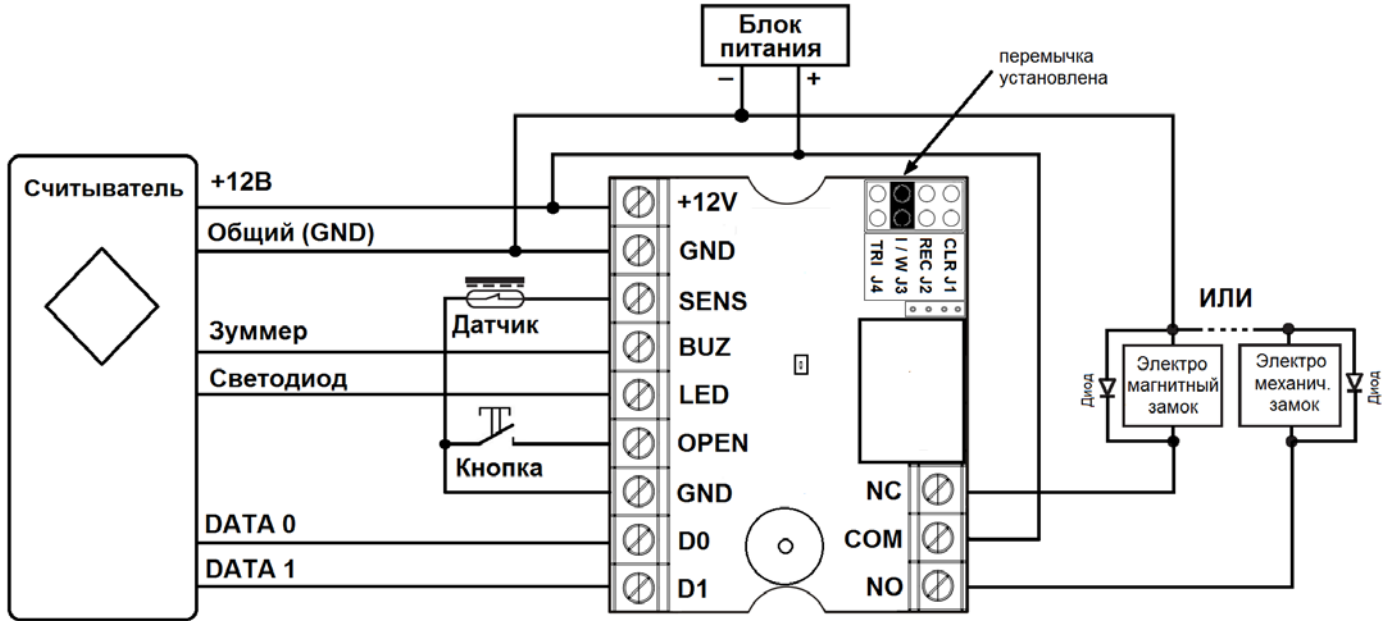 Блок
питания
–
+
перемычка
установлена
Считыватель
+12В
Общий (GND)
Датчик
Зуммер
Светодиод
Кнопка
DATA 0
DATA 1
+12V
GND
SENS
BUZ
LED
OPEN
GND
D0
D1
TRI J4
I / W J3
REC J2
CLR J1
NC
COM
NO
ИЛИ
Диод
Электро
магнитный
замок
Электро
механич.
замок
Диод